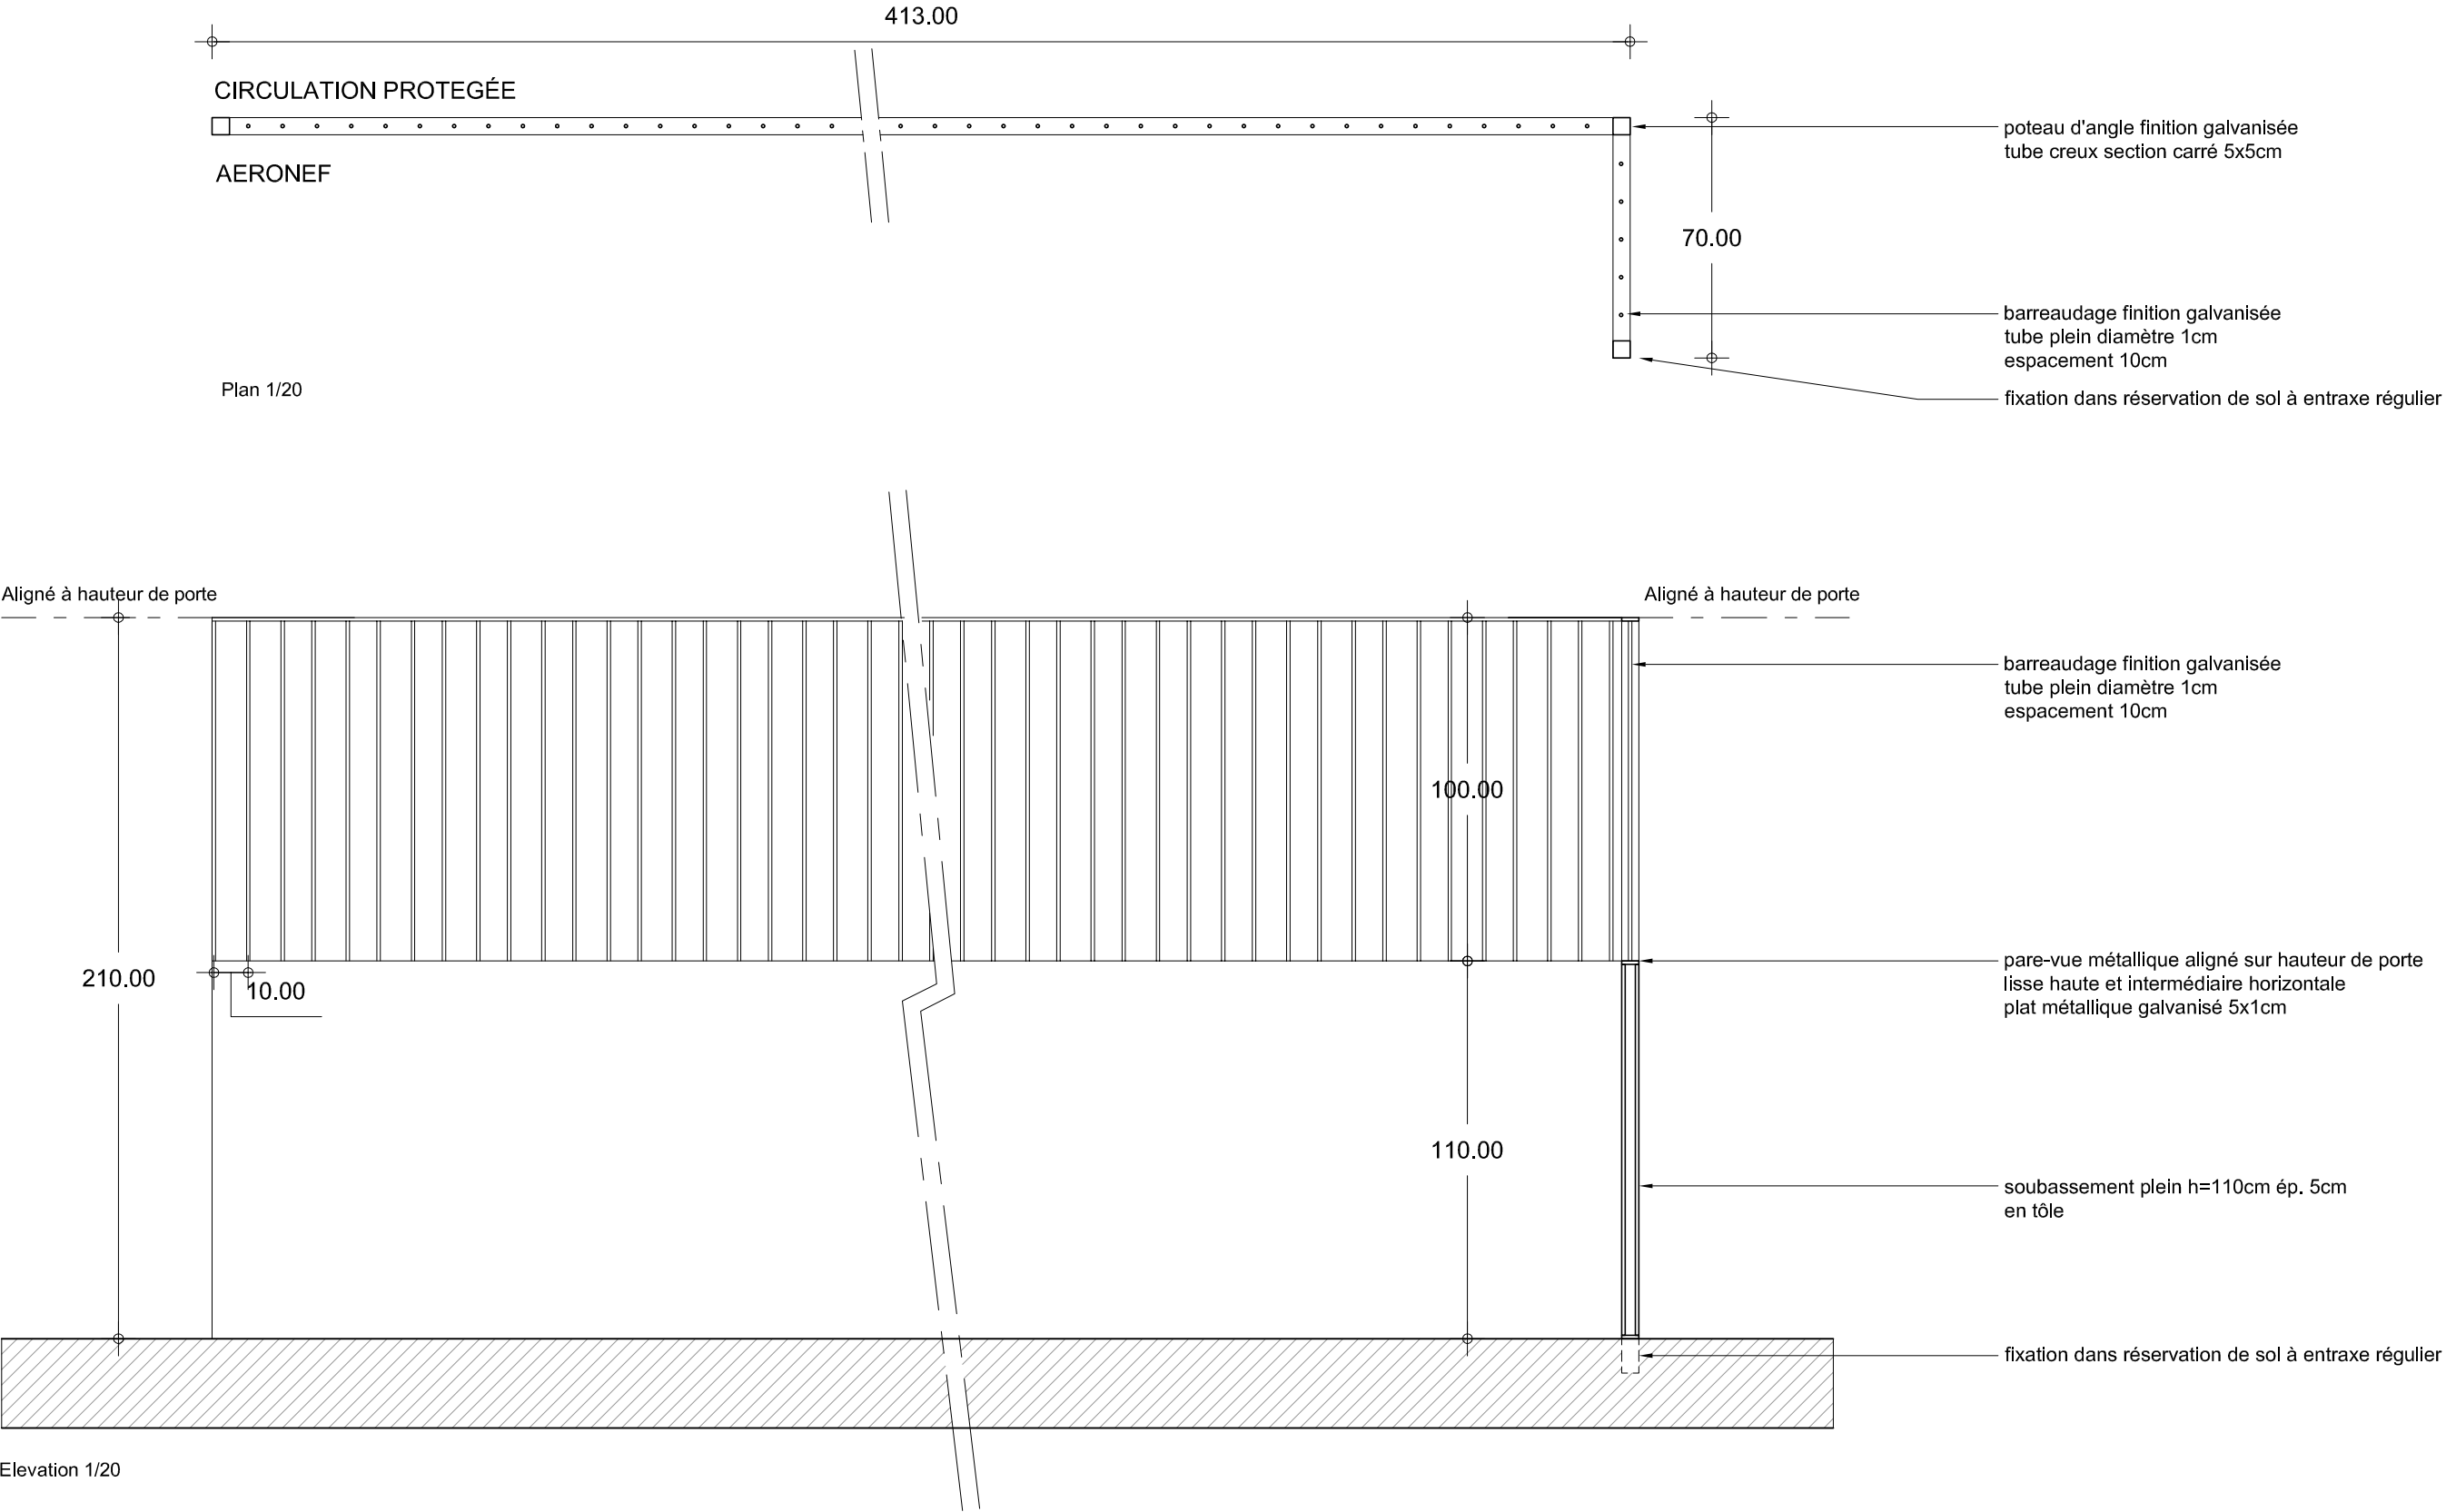 413.00
CIRCULATION PROTEGÉE
AERONEF
poteau d'angle finition galvanisée
tube creux section carré 5x5cm
70.00
barreaudage finition galvanisée
tube plein diamètre 1cm
espacement 10cm
fixation dans réservation de sol à entraxe régulier
Plan 1/20
Aligné à hauteur de porte
Aligné à hauteur de porte
barreaudage finition galvanisée
tube plein diamètre 1cm
espacement 10cm
100.00
210.00
10.00
pare-vue métallique aligné sur hauteur de porte
lisse haute et intermédiaire horizontale
plat métallique galvanisé 5x1cm
110.00
soubassement plein h=110cm ép. 5cm
en tôle
fixation dans réservation de sol à entraxe régulier
Elevation 1/20